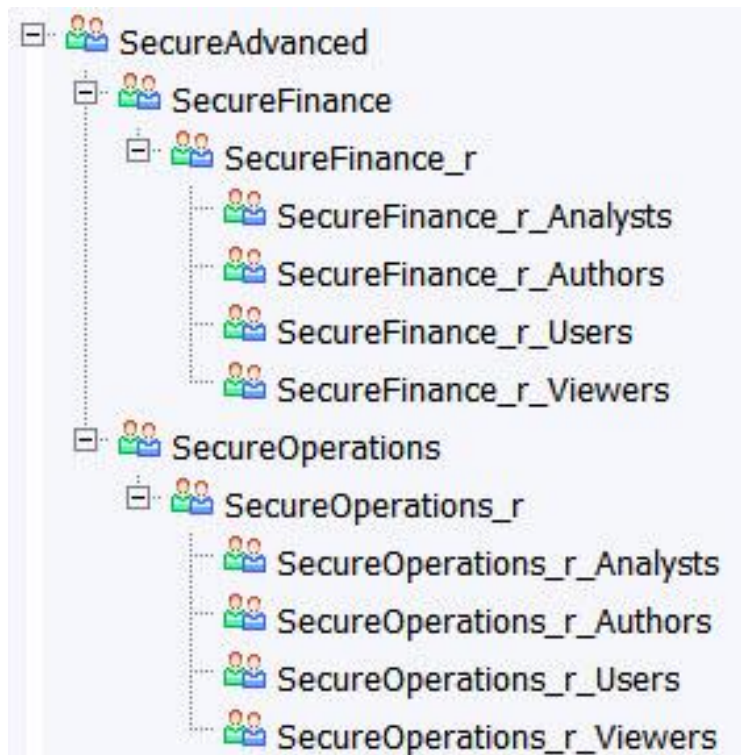 SecureAdvanced
SecureFinance
SecureFinance_r
SecureFinance_r_Analysts
SecureFinance_r_Authors
SecureFinance_r_Users
SecureFinance_r_Viewers
SecureOperations
SecureOperations_r
SecureOperations_r_Analysts
SecureOperations_r_Authors
SecureOperations_r_Users
SecureOperations_r_Viewers